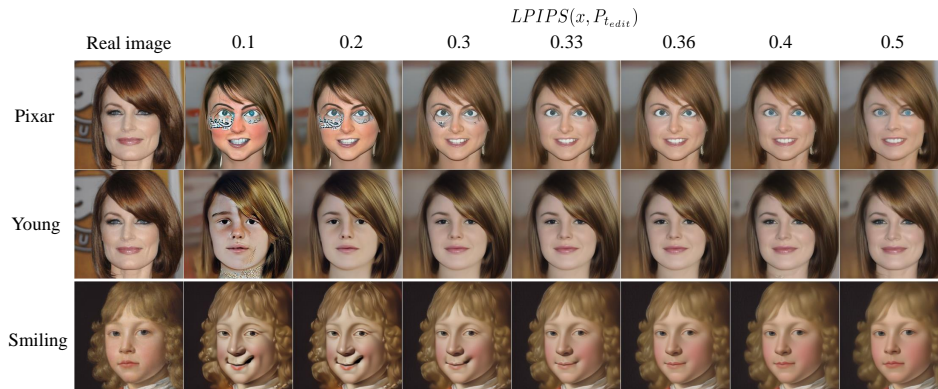 LPIPS(x, P_{t_{edit}})
Real image 0.1 0.2 0.3 0.33 0.36 0.4 0.5
Pixar
Young
Smiling